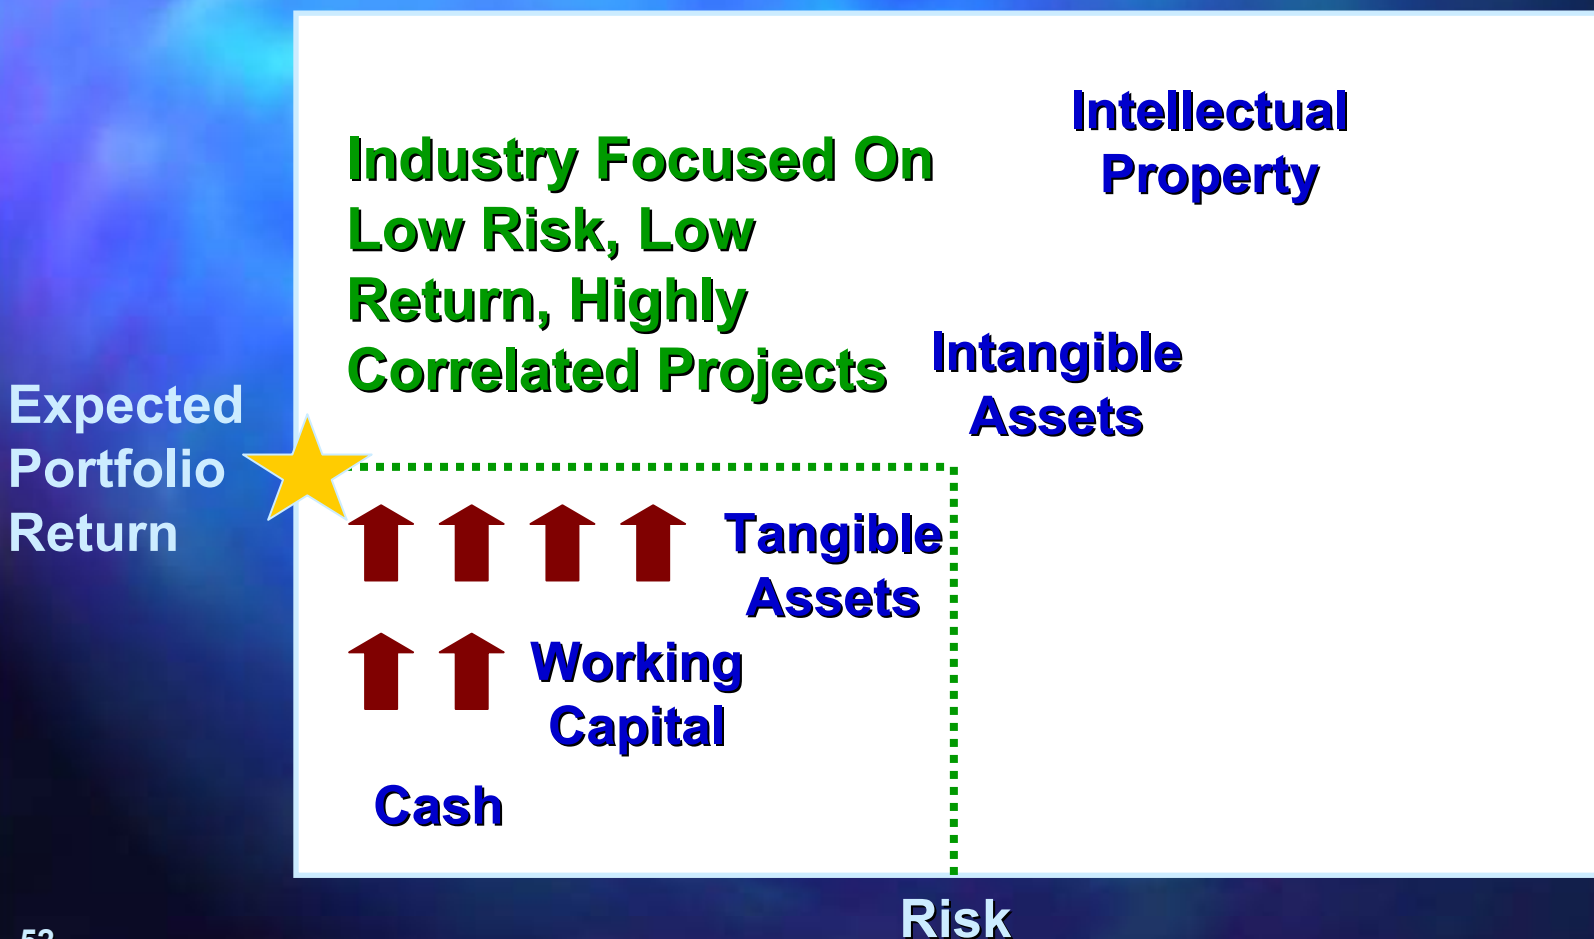 Intellectual
Property
Industry Focused On
Low Risk, Low
Return, Highly
Correlated Projects
Intangible
Assets
Expected
Portfolio
Return
Tangible
Assets
Working
Capital
Cash
Risk
52